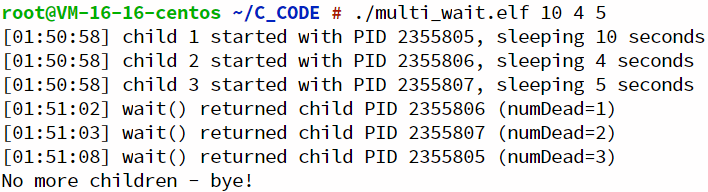 root@VM-16-16-centos ~/C_CODE # ./multi_wait.elf 10 4 5
[01:50:58] child 1 started with PID 2355805, sleeping 10 seconds
[01:50:58] child 2 started with PID 2355806, sleeping 4 seconds
[01:50:58] child 3 started with PID 2355807, sleeping 5 seconds
[01:51:02] wait() returned child PID 2355806 (numDead=1)
[01:51:03] wait() returned child PID 2355807 (numDead=2)
[01:51:08] wait() returned child PID 2355805 (numDead=3)
No more children - bye!